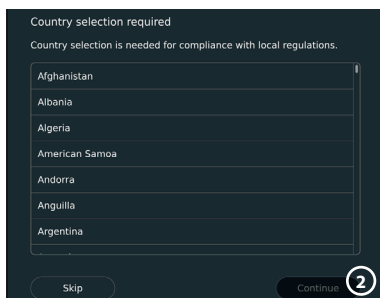 Country selection required
Country selection is needed for compliance with local regulations.
Afghanistan
Albania
Algeria
American Samoa
Andorra
Anguilla
Argentina
Skip
Continue
2